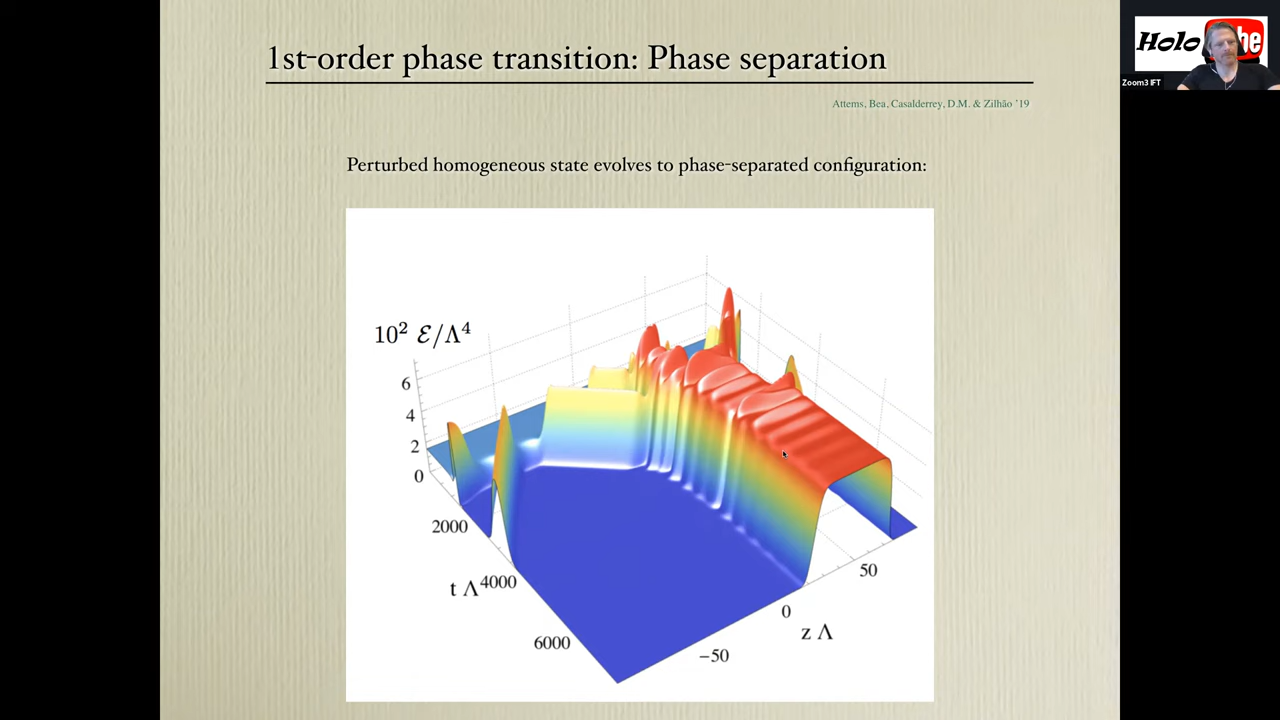 1st-order phase transition: Phase separation
Attems, Bea, Casalderrey, D.M. & Zilhão '19
Perturbed homogeneous state evolves to phase-separated configuration:
10² ℰ/Λ⁴
6
4
2
0
2000
t Λ
4000
6000
-50
0
50
z Λ
Holo
be
Zoom3 IFT